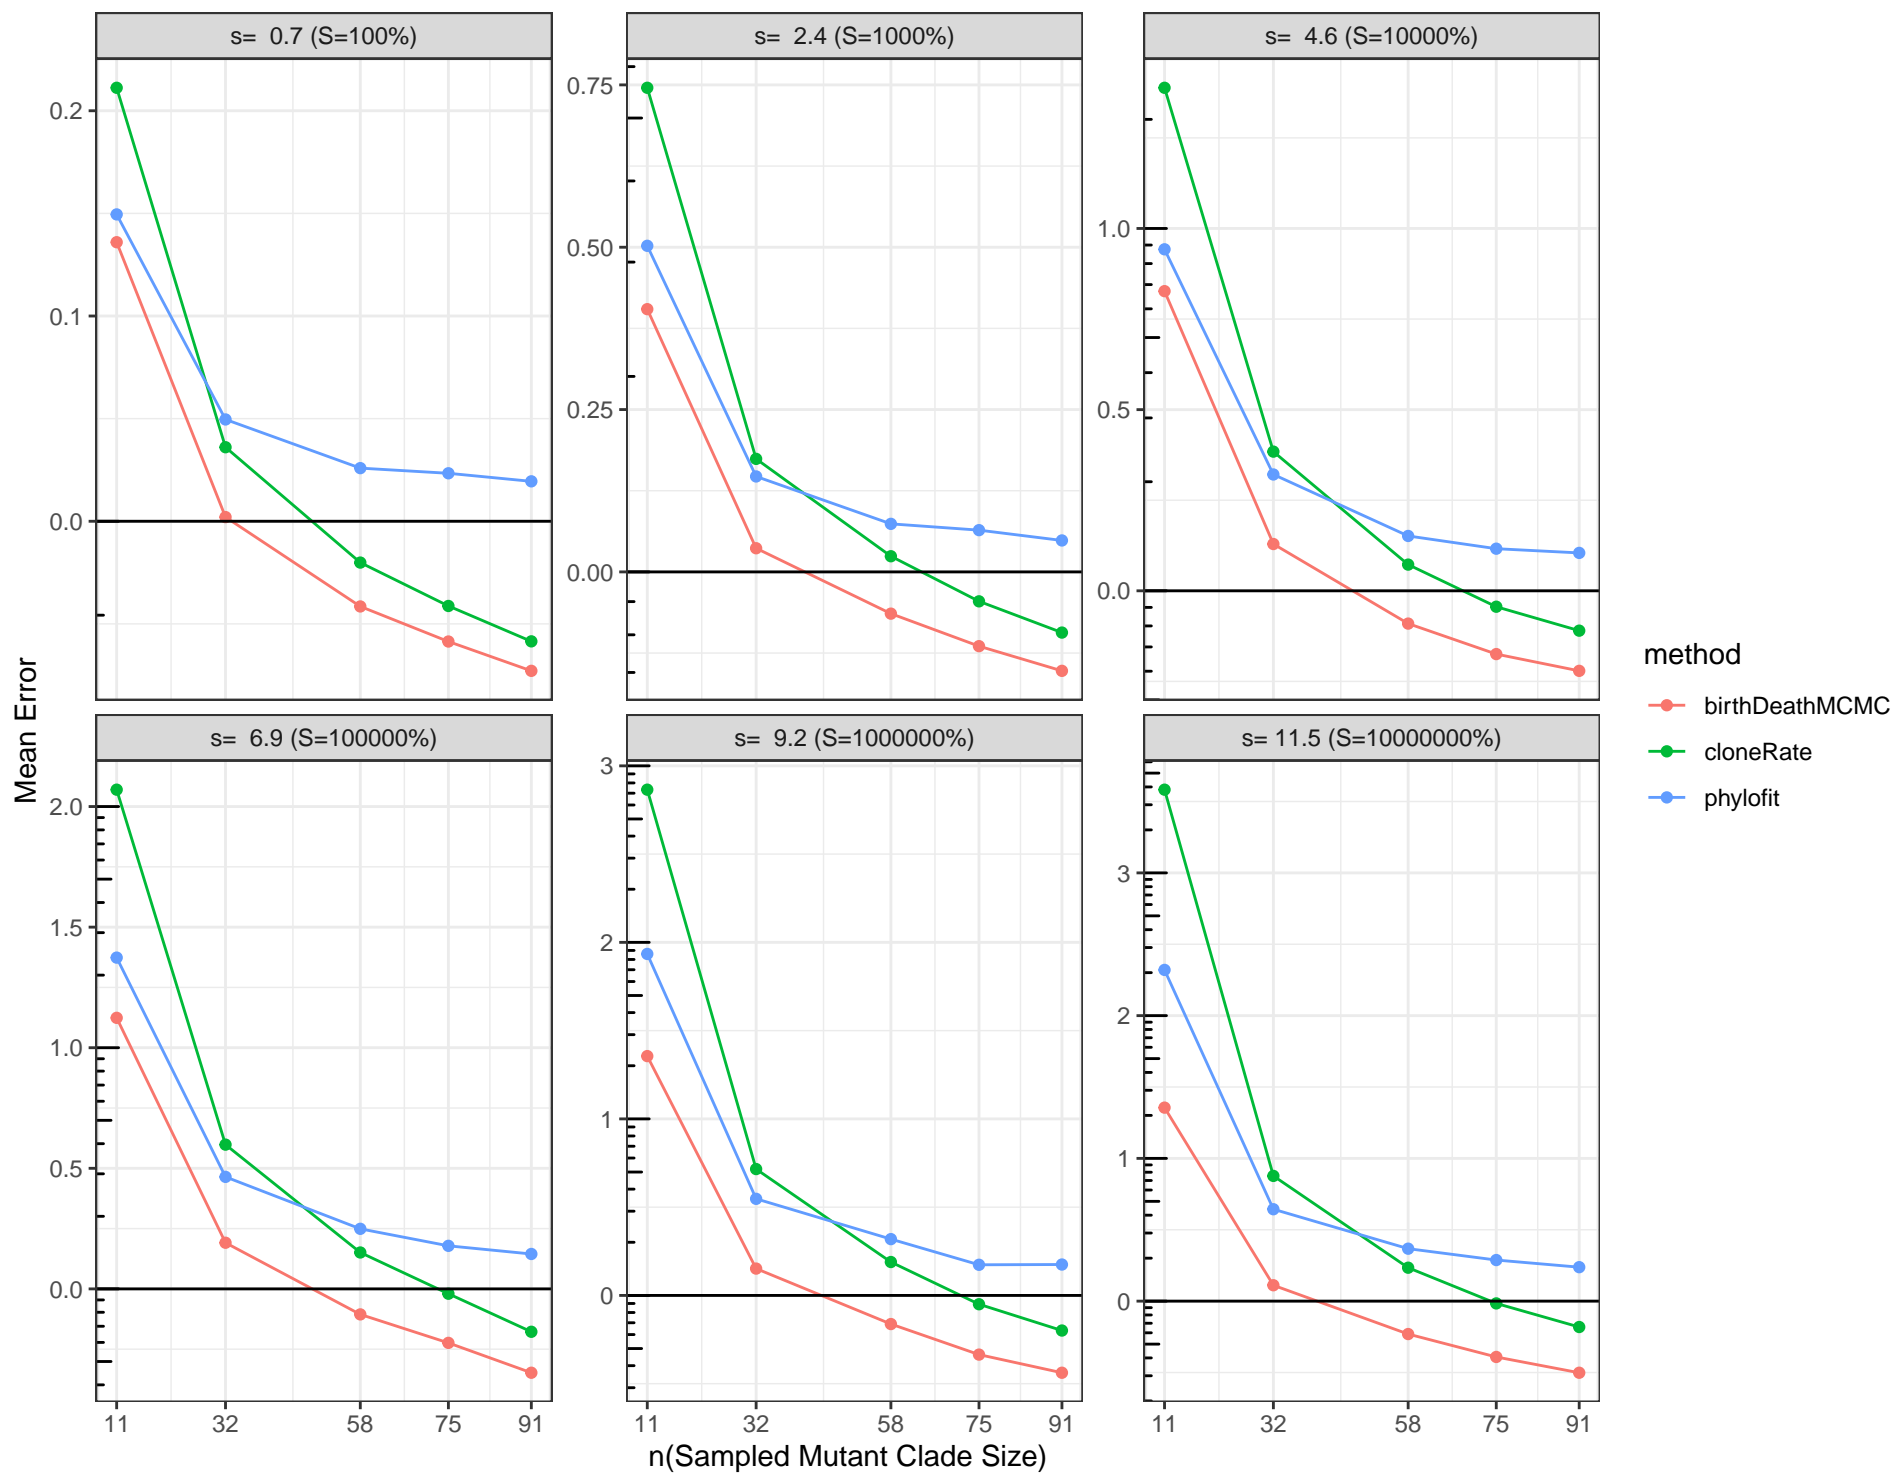 s= 0.7 (S=100%)
s= 2.4 (S=1000%)
s= 4.6 (S=10000%)
0.2
0.1
0.0
0.75
0.50
0.25
0.00
1.0
0.5
0.0
s= 6.9 (S=100000%)
s= 9.2 (S=1000000%)
s= 11.5 (S=10000000%)
2.0
1.5
1.0
0.5
0.0
3
2
1
0
3
2
1
0
11 32 58 75 91
11 32 58 75 91
11 32 58 75 91
n(Sampled Mutant Clade Size)
Mean Error
method
birthDeathMCMC
cloneRate
phylofit